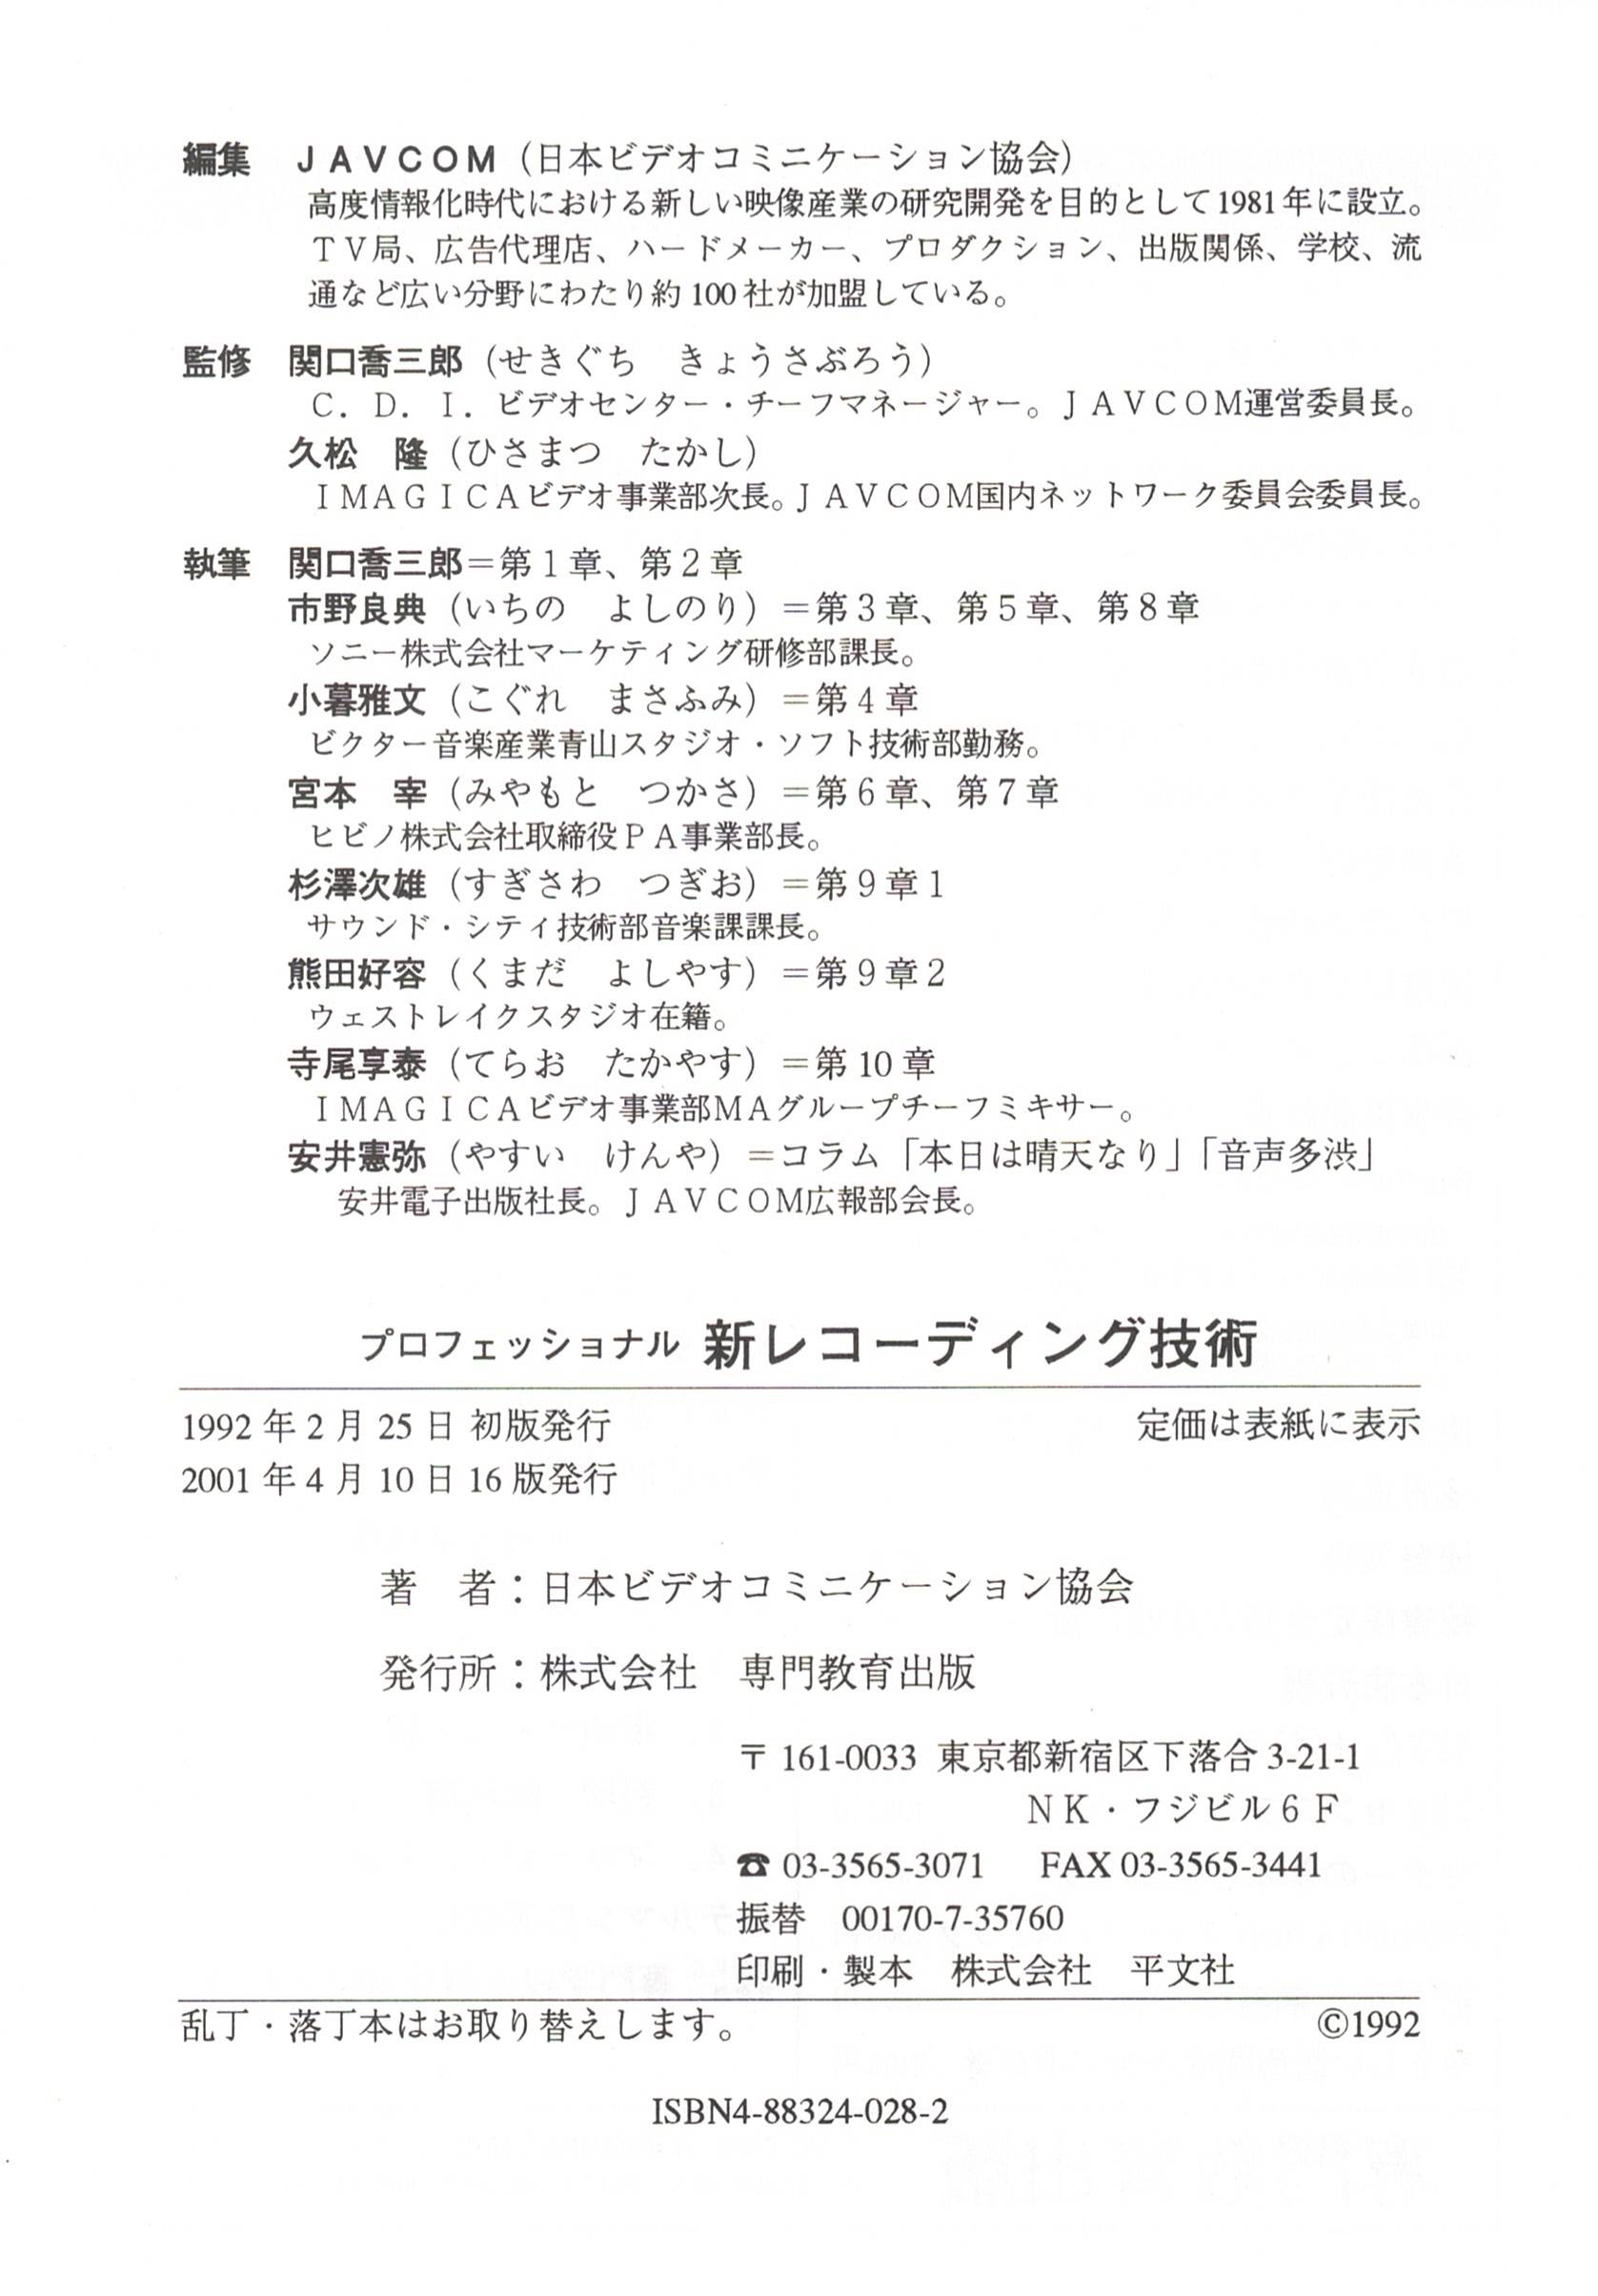 編集　ＪＡＶＣＯＭ（日本ビデオコミニケーション協会）
高度情報化時代における新しい映像産業の研究開発を目的として1981年に設立。
ＴＶ局、広告代理店、ハードメーカー、プロダクション、出版関係、学校、流
通など広い分野にわたり約100社が加盟している。
監修　関口喬三郎（せきぐち　きょうさぶろう）
Ｃ．Ｄ．Ｉ．ビデオセンター・チーフマネージャー。ＪＡＶＣＯＭ運営委員長。
久松　隆（ひさまつ　たかし）
ＩＭＡＧＩＣＡビデオ事業部次長。ＪＡＶＣＯＭ国内ネットワーク委員会委員長。
執筆　関口喬三郎＝第１章、第２章
市野良典（いちの　よしのり）＝第３章、第５章、第８章
ソニー株式会社マーケティング研修部課長。
小暮雅文（こぐれ　まさふみ）＝第４章
ビクター音楽産業青山スタジオ・ソフト技術部勤務。
宮本　宰（みやもと　つかさ）＝第６章、第７章
ヒビノ株式会社取締役ＰＡ事業部長。
杉澤次雄（すぎさわ　つぎお）＝第９章１
サウンド・シティ技術部音楽課課長。
熊田好容（くまだ　よしやす）＝第９章２
ウェストレイクスタジオ在籍。
寺尾享泰（てらお　たかやす）＝第10章
ＩＭＡＧＩＣＡビデオ事業部ＭＡグループチーフミキサー。
安井憲弥（やすい　けんや）＝コラム「本日は晴天なり」「音声多渋」
安井電子出版社長。ＪＡＶＣＯＭ広報部会長。
プロフェッショナル 新レコーディング技術
1992年2月25日 初版発行　定価は表紙に表示
2001年4月10日16版発行
著　者：日本ビデオコミニケーション協会
発行所：株式会社　専門教育出版
〒161-0033 東京都新宿区下落合3-21-1
ＮＫ・フジビル６Ｆ
☎03-3565-3071　FAX 03-3565-3441
振替　00170-7-35760
印刷・製本　株式会社　平文社
乱丁・落丁本はお取り替えします。　©1992
ISBN4-88324-028-2